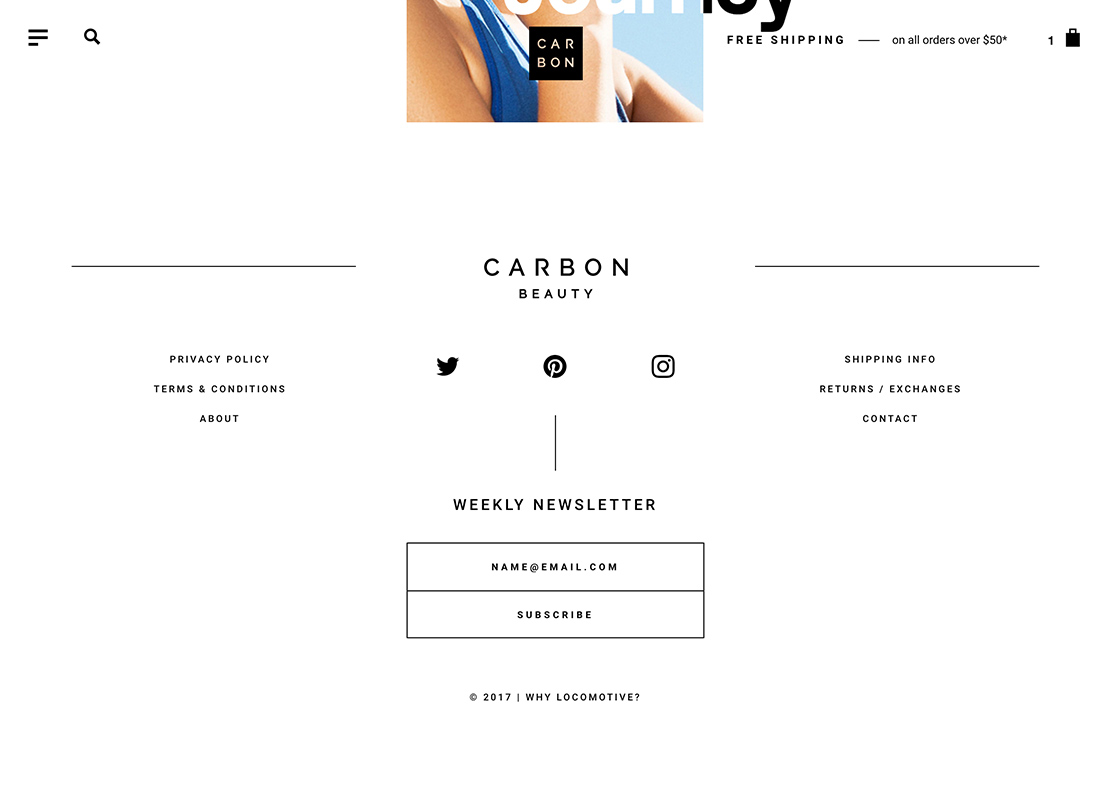 Journey
CAR
BON
FREE SHIPPING — on all orders over $50*
1
CARBON
BEAUTY
PRIVACY POLICY
TERMS & CONDITIONS
ABOUT
SHIPPING INFO
RETURNS / EXCHANGES
CONTACT
WEEKLY NEWSLETTER
NAME@EMAIL.COM
SUBSCRIBE
© 2017 | WHY LOCOMOTIVE?